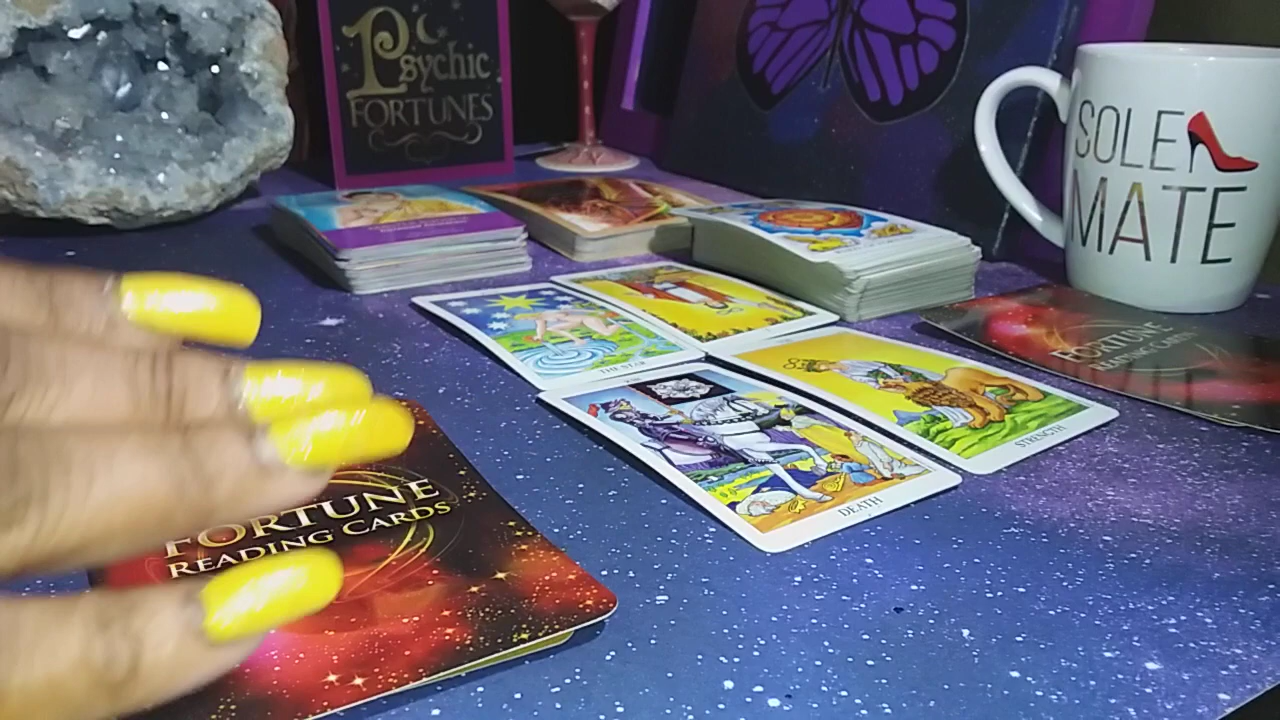 Psychic
FORTUNES
SOLE
MATE
THE STAR
STRENGTH
DEATH
FORTUNE
READING CARDS
FORTUNE
READING CARDS